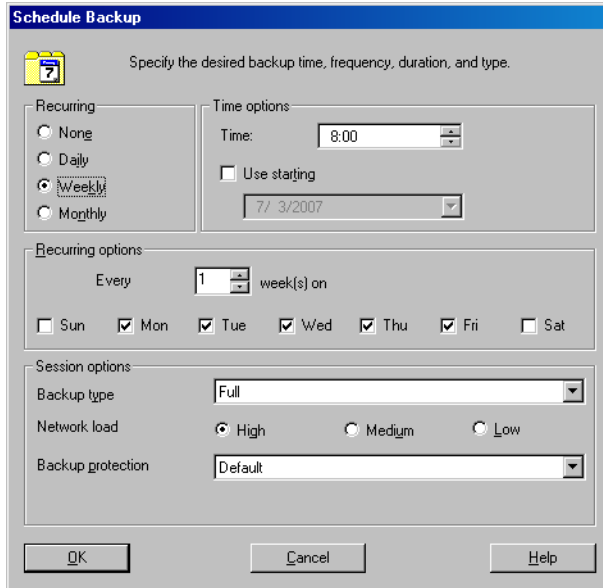 Schedule Backup
7
Specify the desired backup time, frequency, duration, and type.
Recurring
None
Daily
Weekly
Monthly
Time options
Time: 8:00
Use starting
7/ 3/2007
Recurring options
Every 1 week(s) on
Sun Mon Tue Wed Thu Fri Sat
Session options
Backup type Full
Network load High Medium Low
Backup protection Default
OK Cancel Help